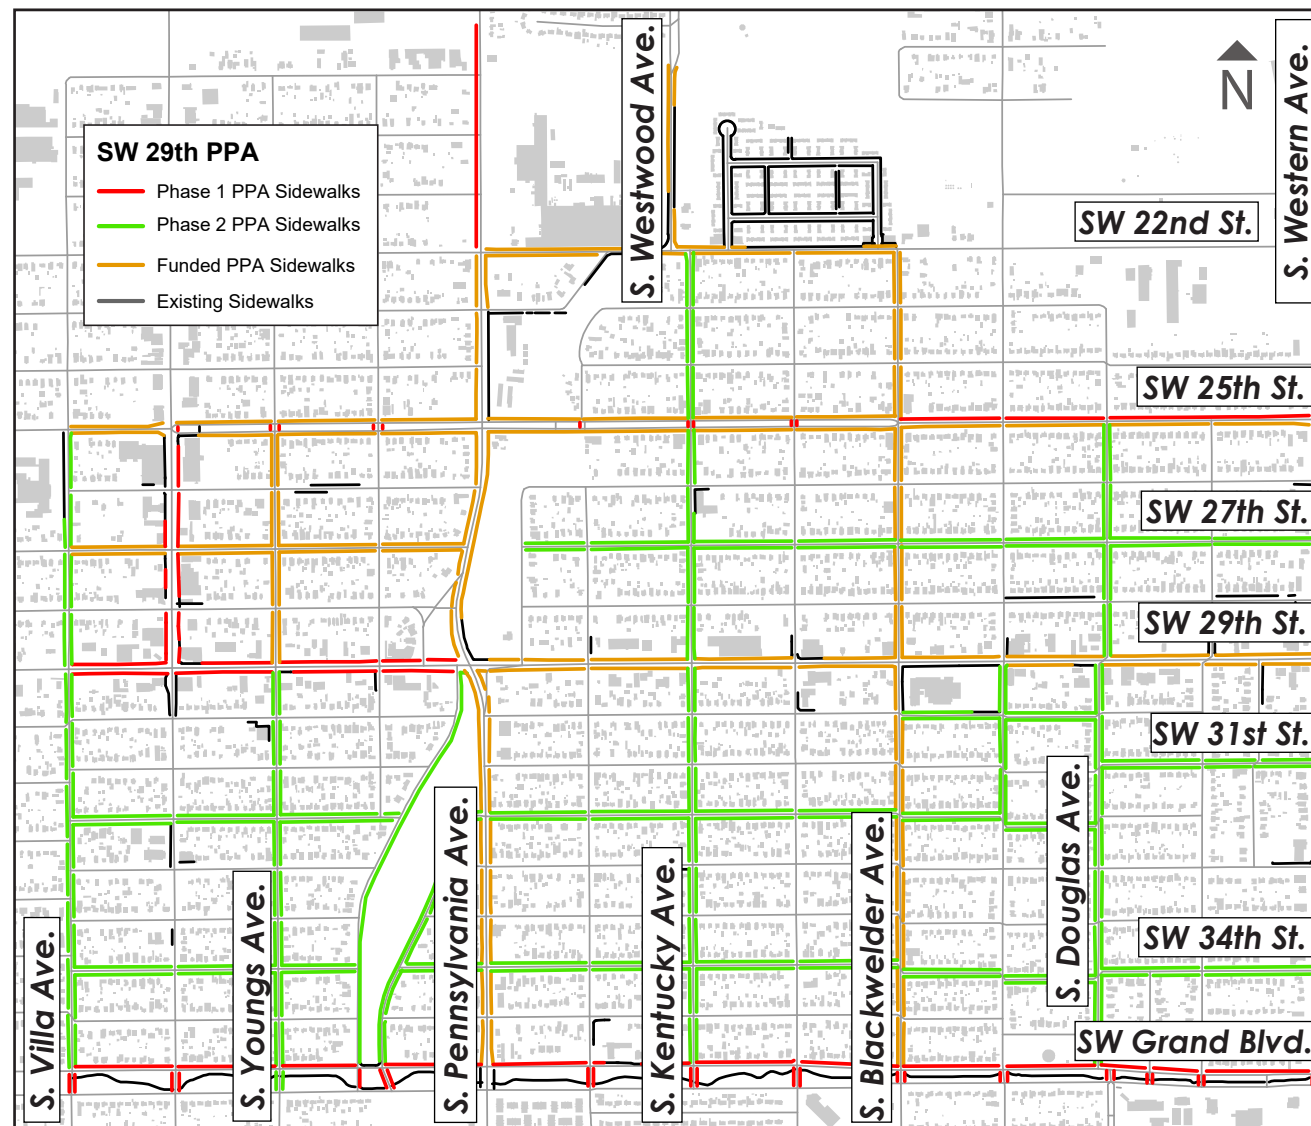 S. Westwood Ave.
S. Western Ave.
N
SW 29th PPA
Phase 1 PPA Sidewalks
Phase 2 PPA Sidewalks
Funded PPA Sidewalks
Existing Sidewalks
SW 22nd St.
SW 25th St.
SW 27th St.
SW 29th St.
SW 31st St.
S. Villa Ave.
S. Youngs Ave.
S. Pennsylvania Ave.
S. Kentucky Ave.
S. Blackwelder Ave.
S. Douglas Ave.
SW 34th St.
SW Grand Blvd.